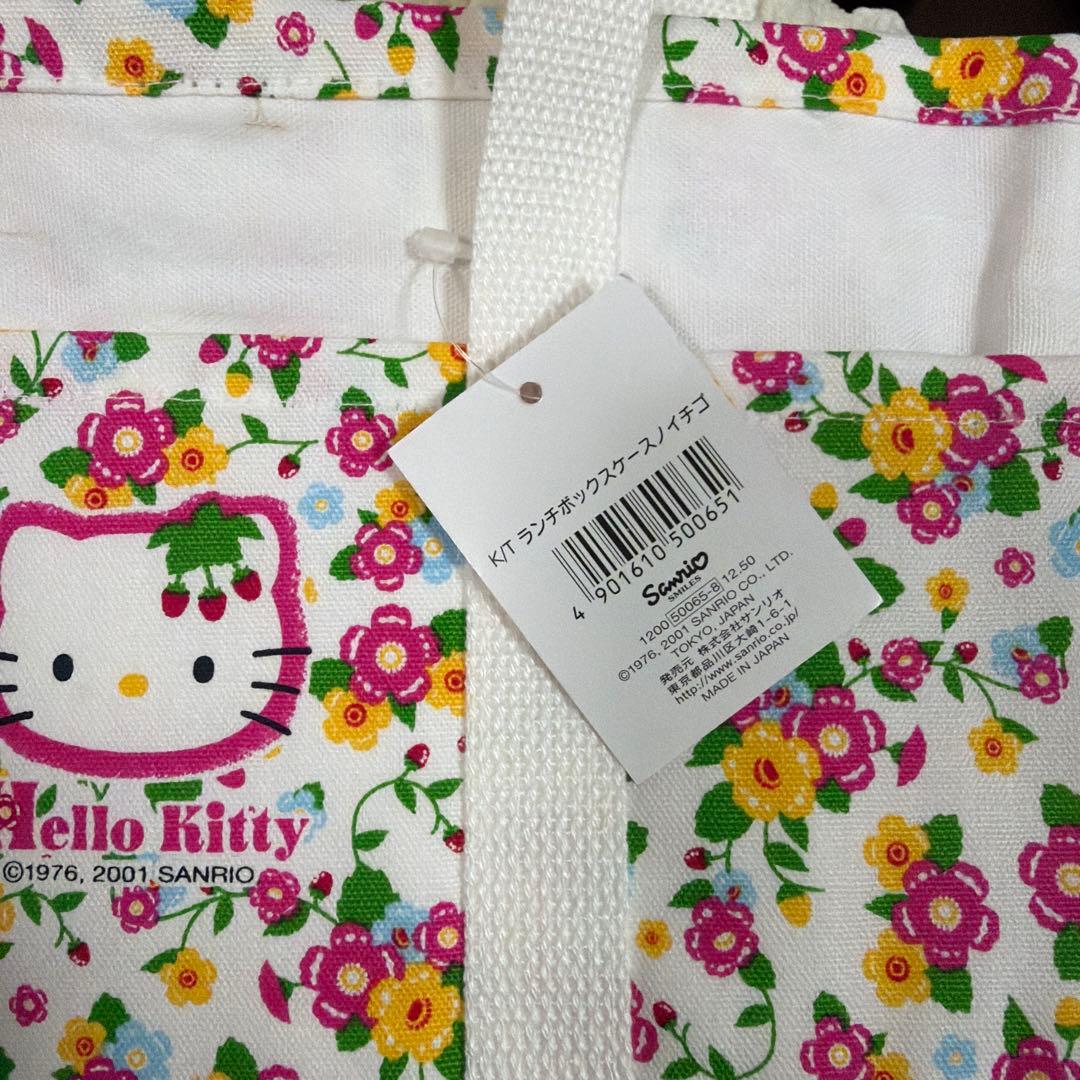 K/T ランチボックスケースノイチゴ
4 901610 500651
Sanrio
SMILES
1200 50065-8 12.50
©1976, 2001 SANRIO CO., LTD.
TOKYO, JAPAN
発売元 株式会社サンリオ
東京都品川区大崎1-6-1
http://www.sanrio.co.jp/
MADE IN JAPAN
Hello Kitty
©1976, 2001 SANRIO